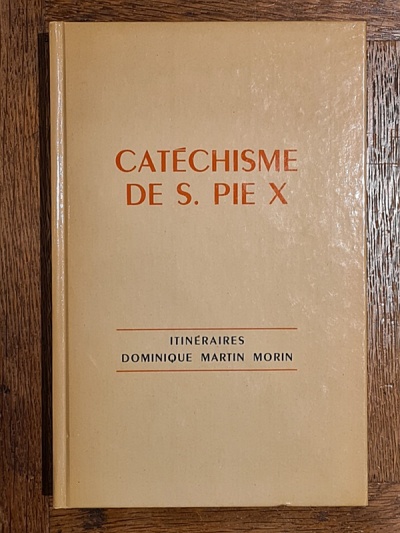 CATÉCHISME
DE S. PIE X
ITINÉRAIRES
DOMINIQUE MARTIN MORIN